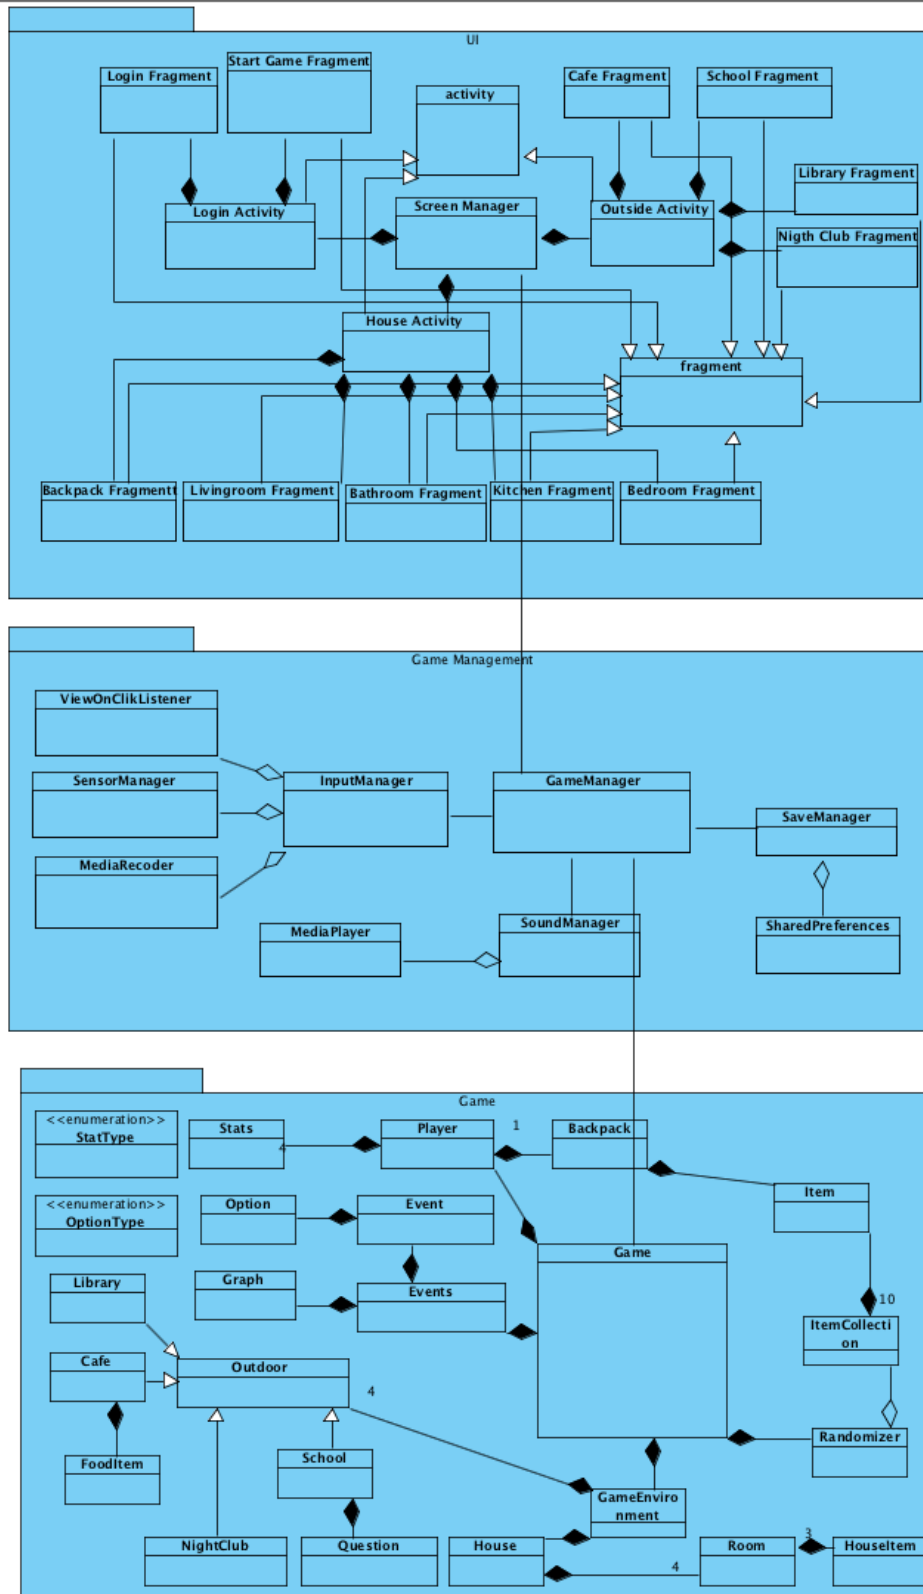 UI
Login Fragment
Start Game Fragment
activity
Cafe Fragment
School Fragment
Library Fragment
Login Activity
Screen Manager
Outside Activity
Nigth Club Fragment
House Activity
fragment
Backpack Fragmentt
Livingroom Fragment
Bathroom Fragment
Kitchen Fragment
Bedroom Fragment
Game Management
ViewOnClikListener
SensorManager
InputManager
GameManager
SaveManager
MediaRecoder
MediaPlayer
SoundManager
SharedPreferences
Game
<<enumeration>>
StatType
Stats
4
Player
1
Backpack
<<enumeration>>
OptionType
Option
Event
Item
Game
Library
Graph
Events
10
ItemCollecti
on
Cafe
Outdoor
4
Randomizer
FoodItem
School
GameEnviro
nment
NightClub
Question
House
4
Room
3
HouseItem